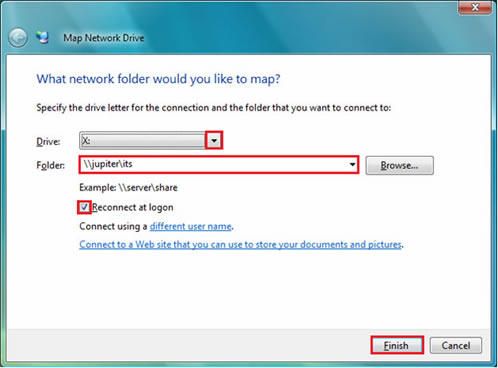 Map Network Drive
What network folder would you like to map?
Specify the drive letter for the connection and the folder that you want to connect to:
Drive: X:
Folder: \\jupiter\its Browse...
Example: \\server\share
Reconnect at logon
Connect using a different user name.
Connect to a Web site that you can use to store your documents and pictures.
Finish Cancel